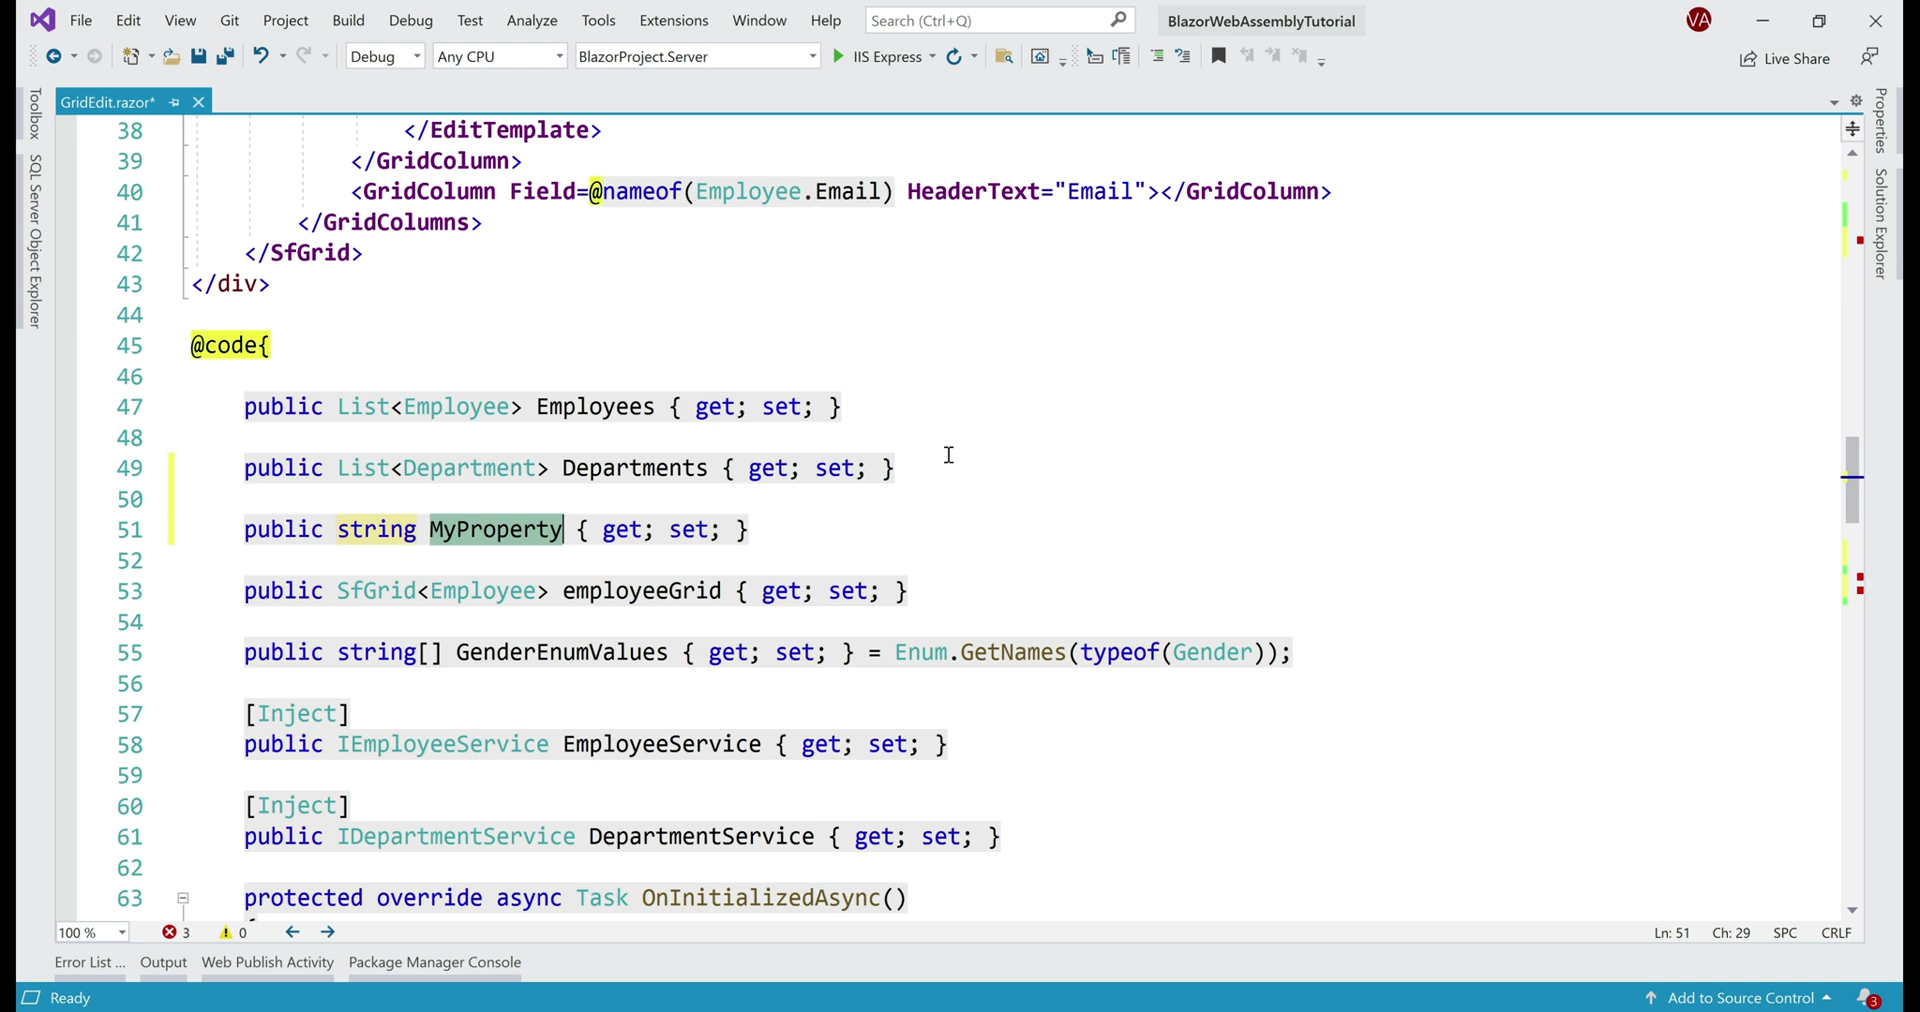 File Edit View Git Project Build Debug Test Analyze Tools Extensions Window Help Search (Ctrl+Q) BlazorWebAssemblyTutorial VA
Debug Any CPU BlazorProject.Server IIS Express Live Share
GridEdit.razor*
Toolbox
SQL Server Object Explorer
Properties
Solution Explorer
38 </EditTemplate>
39 </GridColumn>
40 <GridColumn Field=@nameof(Employee.Email) HeaderText="Email"></GridColumn>
41 </GridColumns>
42 </SfGrid>
43 </div>
44
45 @code{
46
47 public List<Employee> Employees { get; set; }
48
49 public List<Department> Departments { get; set; }
50
51 public string MyProperty { get; set; }
52
53 public SfGrid<Employee> employeeGrid { get; set; }
54
55 public string[] GenderEnumValues { get; set; } = Enum.GetNames(typeof(Gender));
56
57 [Inject]
58 public IEmployeeService EmployeeService { get; set; }
59
60 [Inject]
61 public IDepartmentService DepartmentService { get; set; }
62
63 protected override async Task OnInitializedAsync()
100 % 3 0 Ln: 51 Ch: 29 SPC CRLF
Error List ... Output Web Publish Activity Package Manager Console
Ready Add to Source Control 3